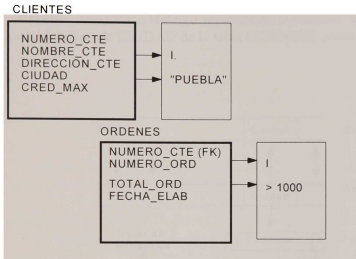 CLIENTES
NUMERO_CTE
NOMBRE_CTE
DIRECCION_CTE
CIUDAD
CRED_MAX
I.
"PUEBLA"
ORDENES
NUMERO_CTE (FK)
NUMERO_ORD
TOTAL_ORD
FECHA_ELAB
I
> 1000